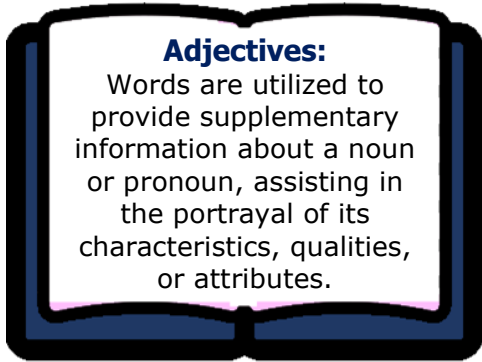 Adjectives:
Words are utilized to
provide supplementary
information about a noun
or pronoun, assisting in
the portrayal of its
characteristics, qualities,
or attributes.